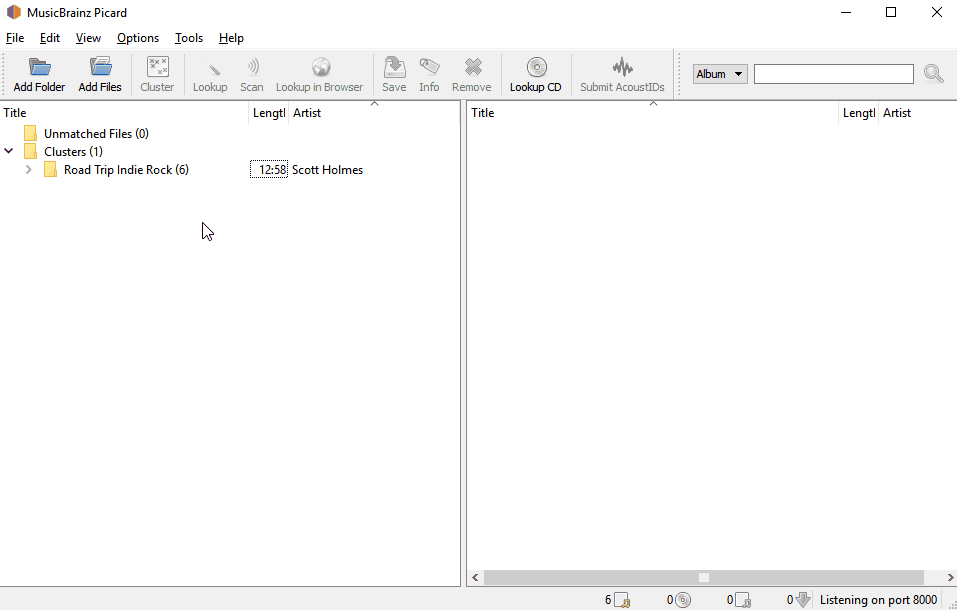 MusicBrainz Picard
File Edit View Options Tools Help
Add Folder Add Files Cluster Lookup Scan Lookup in Browser Save Info Remove Lookup CD Submit AcoustIDs Album
Title Lengtl Artist Title Lengtl Artist
Unmatched Files (0)
Clusters (1)
Road Trip Indie Rock (6) 12:58 Scott Holmes
6 0 0 0 Listening on port 8000